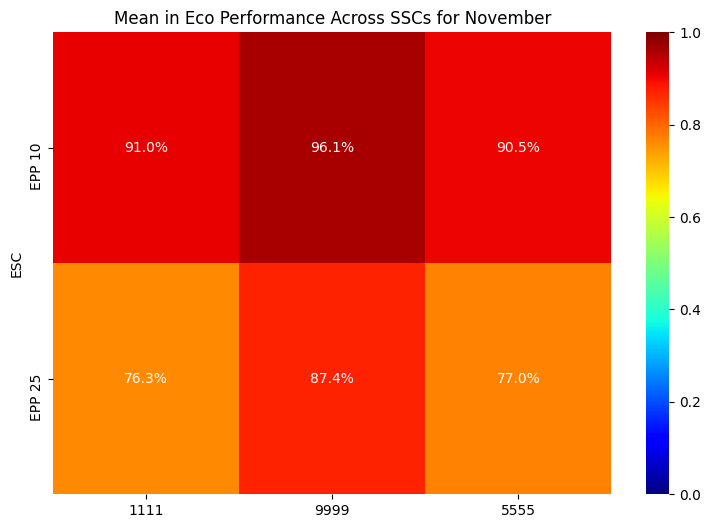 Mean in Eco Performance Across SSCs for November
ESC
EPP 10
91.0% 96.1% 90.5%
EPP 25
76.3% 87.4% 77.0%
1111 9999 5555
1.0
0.8
0.6
0.4
0.2
0.0